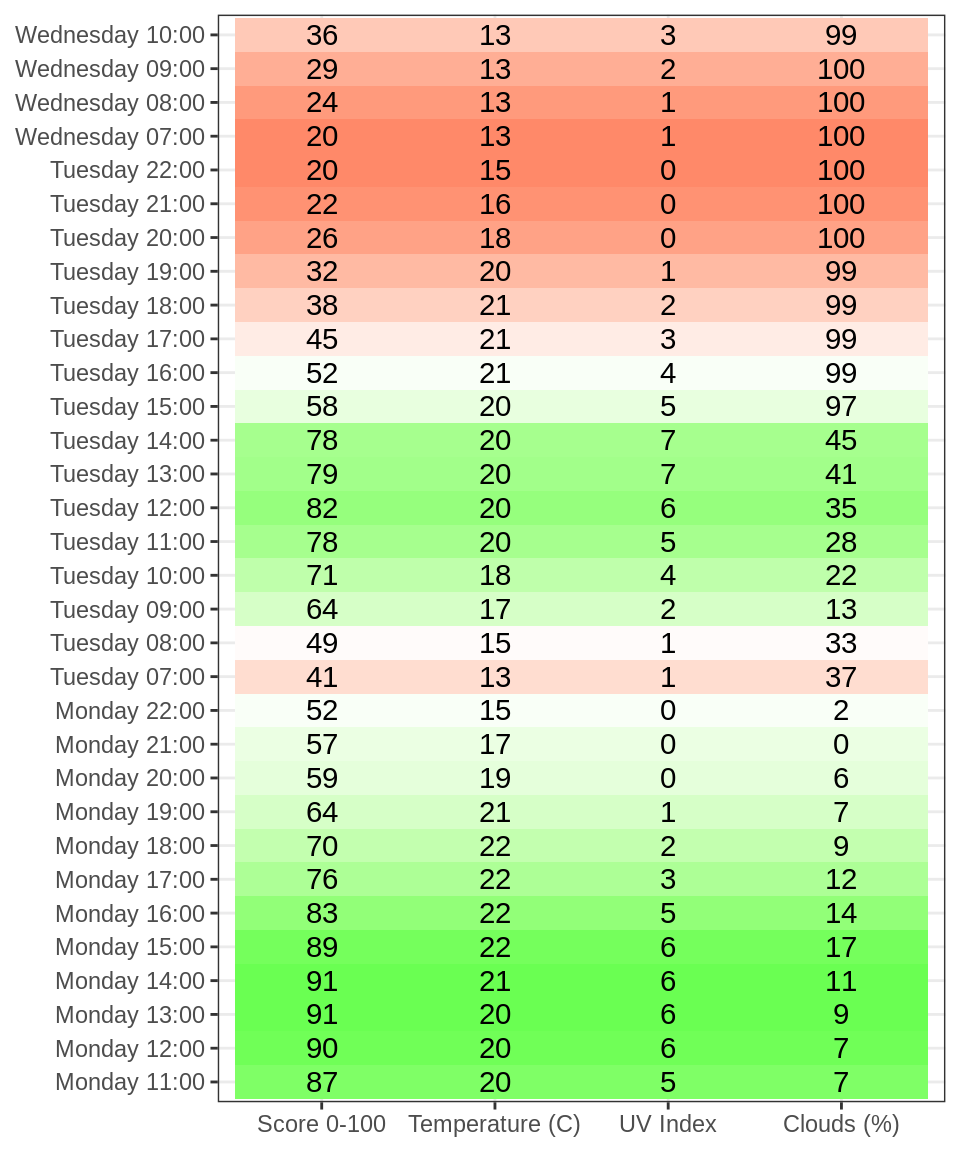 Wednesday 10:00 36 13 3 99
Wednesday 09:00 29 13 2 100
Wednesday 08:00 24 13 1 100
Wednesday 07:00 20 13 1 100
Tuesday 22:00 20 15 0 100
Tuesday 21:00 22 16 0 100
Tuesday 20:00 26 18 0 100
Tuesday 19:00 32 20 1 99
Tuesday 18:00 38 21 2 99
Tuesday 17:00 45 21 3 99
Tuesday 16:00 52 21 4 99
Tuesday 15:00 58 20 5 97
Tuesday 14:00 78 20 7 45
Tuesday 13:00 79 20 7 41
Tuesday 12:00 82 20 6 35
Tuesday 11:00 78 20 5 28
Tuesday 10:00 71 18 4 22
Tuesday 09:00 64 17 2 13
Tuesday 08:00 49 15 1 33
Tuesday 07:00 41 13 1 37
Monday 22:00 52 15 0 2
Monday 21:00 57 17 0 0
Monday 20:00 59 19 0 6
Monday 19:00 64 21 1 7
Monday 18:00 70 22 2 9
Monday 17:00 76 22 3 12
Monday 16:00 83 22 5 14
Monday 15:00 89 22 6 17
Monday 14:00 91 21 6 11
Monday 13:00 91 20 6 9
Monday 12:00 90 20 6 7
Monday 11:00 87 20 5 7
Score 0-100 Temperature (C) UV Index Clouds (%)